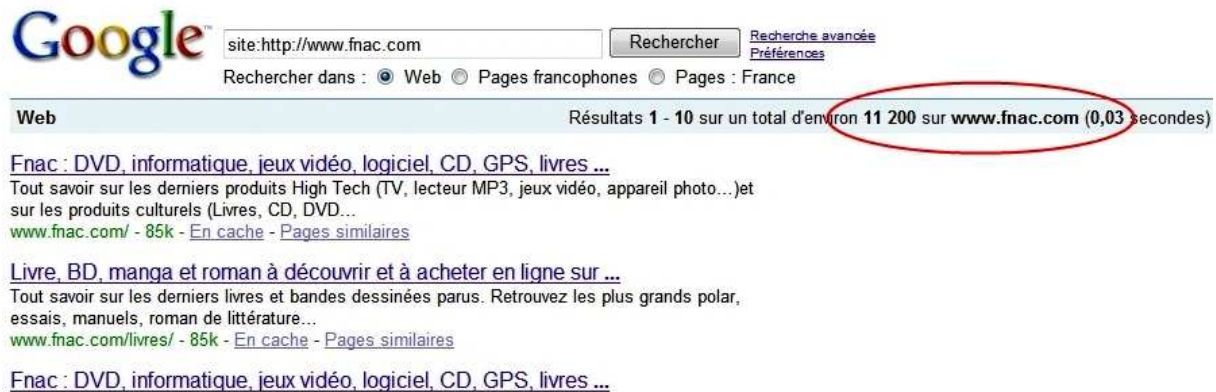 Google™ site:http://www.fnac.com Rechercher Recherche avancée
Préférences
Rechercher dans : Web Pages francophones Pages : France
Web Résultats 1 - 10 sur un total d'environ 11 200 sur www.fnac.com (0,03 secondes)
Fnac : DVD, informatique, jeux vidéo, logiciel, CD, GPS, livres ...
Tout savoir sur les derniers produits High Tech (TV, lecteur MP3, jeux vidéo, appareil photo...)et
sur les produits culturels (Livres, CD, DVD...
www.fnac.com/ - 85k - En cache - Pages similaires
Livre, BD, manga et roman à découvrir et à acheter en ligne sur ...
Tout savoir sur les derniers livres et bandes dessinées parus. Retrouvez les plus grands polar,
essais, manuels, roman de littérature...
www.fnac.com/livres/ - 85k - En cache - Pages similaires
Fnac : DVD, informatique, jeux vidéo, logiciel, CD, GPS, livres ...